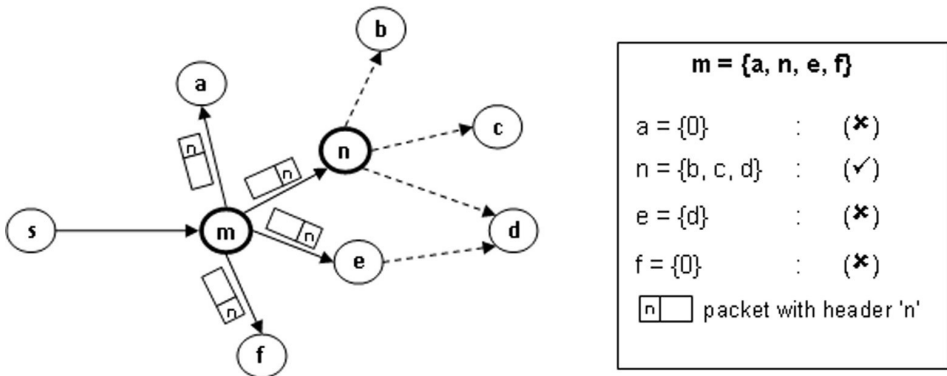 b
a
n
c
n
n
s
m
n
d
e
n
f
m = {a, n, e, f}
a = {0} : (✘)
n = {b, c, d} : (✓)
e = {d} : (✘)
f = {0} : (✘)
n packet with header 'n'